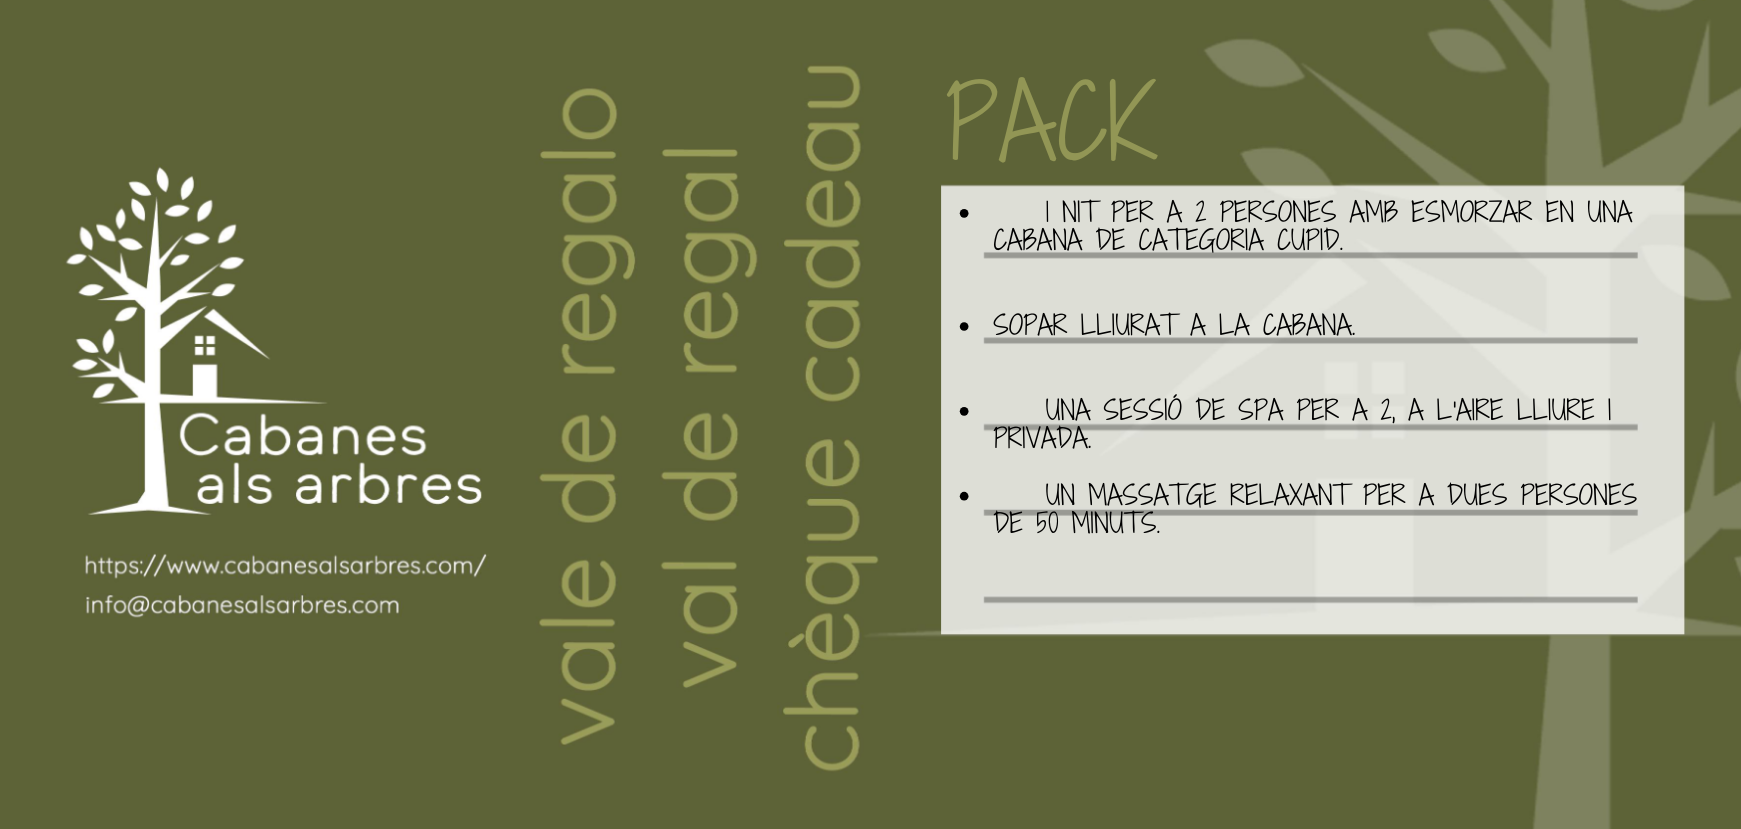 Cabanes
als arbres
https://www.cabanesalsarbres.com/
info@cabanesalsarbres.com
vale de regalo
val de regal
chèque cadeau
PACK
• 1 NIT PER A 2 PERSONES AMB ESMORZAR EN UNA
CABANA DE CATEGORIA CUPID.
• SOPAR LLIURAT A LA CABANA.
• UNA SESSIÓ DE SPA PER A 2, A L'AIRE LLIURE I
PRIVADA.
• UN MASSATGE RELAXANT PER A DUES PERSONES
DE 50 MINUTS.